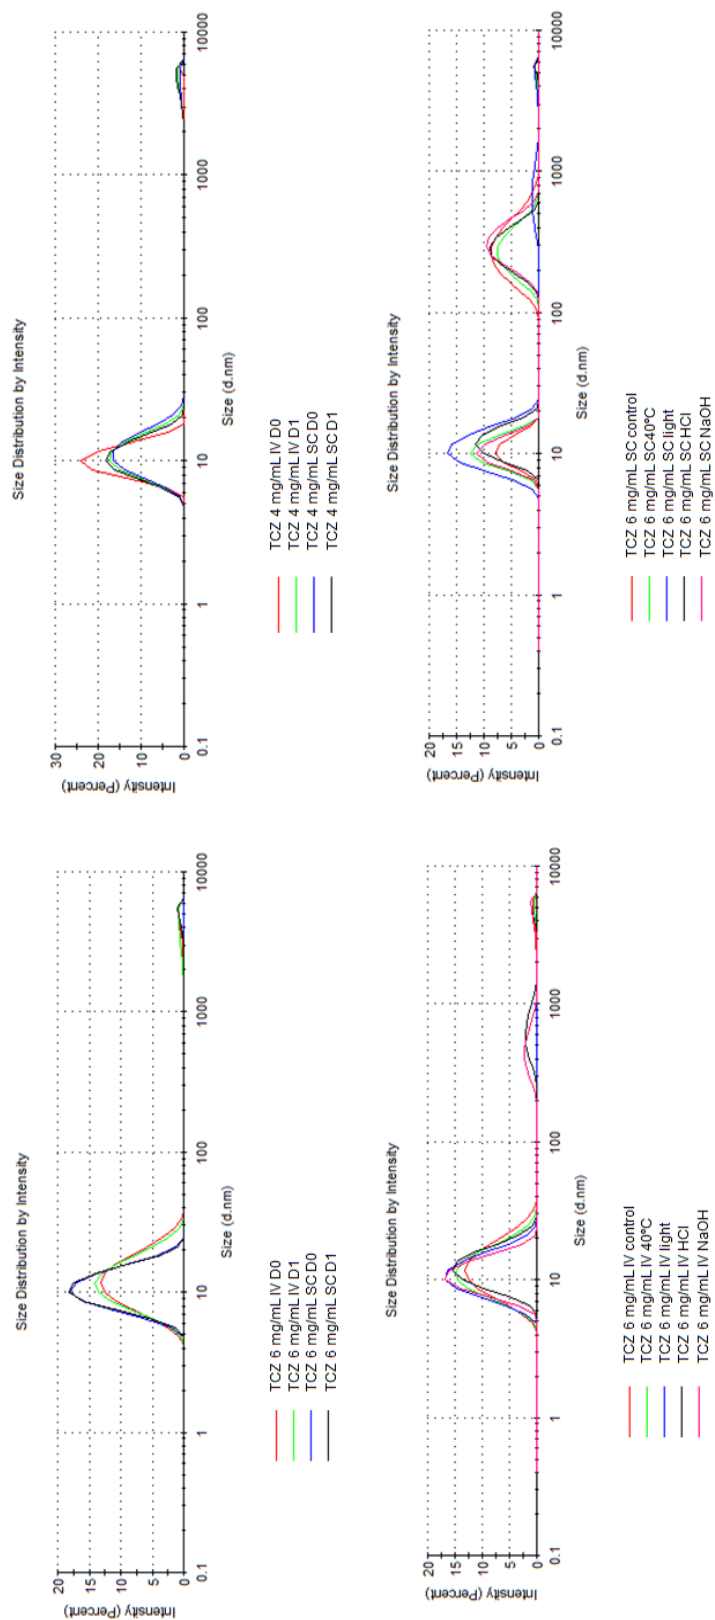 Size Distribution by Intensity
Intensity (Percent)
20
15
10
5
0
0.1 1 10 100 1000 10000
Size (d.nm)
TCZ 6 mg/mL IV D0
TCZ 6 mg/mL IV D1
TCZ 6 mg/mL SC D0
TCZ 6 mg/mL SC D1
Size Distribution by Intensity
Intensity (Percent)
30
20
10
0
0.1 1 10 100 1000 10000
Size (d.nm)
TCZ 4 mg/mL IV D0
TCZ 4 mg/mL IV D1
TCZ 4 mg/mL SC D0
TCZ 4 mg/mL SC D1
Size Distribution by Intensity
Intensity (Percent)
20
15
10
5
0
0.1 1 10 100 1000 10000
Size (d.nm)
TCZ 6 mg/mL IV control
TCZ 6 mg/mL IV 40ºC
TCZ 6 mg/mL IV light
TCZ 6 mg/mL IV HCl
TCZ 6 mg/mL IV NaOH
Size Distribution by Intensity
Intensity (Percent)
20
15
10
5
0
0.1 1 10 100 1000 10000
Size (d.nm)
TCZ 6 mg/mL SC control
TCZ 6 mg/mL SC40ºC
TCZ 6 mg/mL SC light
TCZ 6 mg/mL SC HCl
TCZ 6 mg/mL SC NaOH